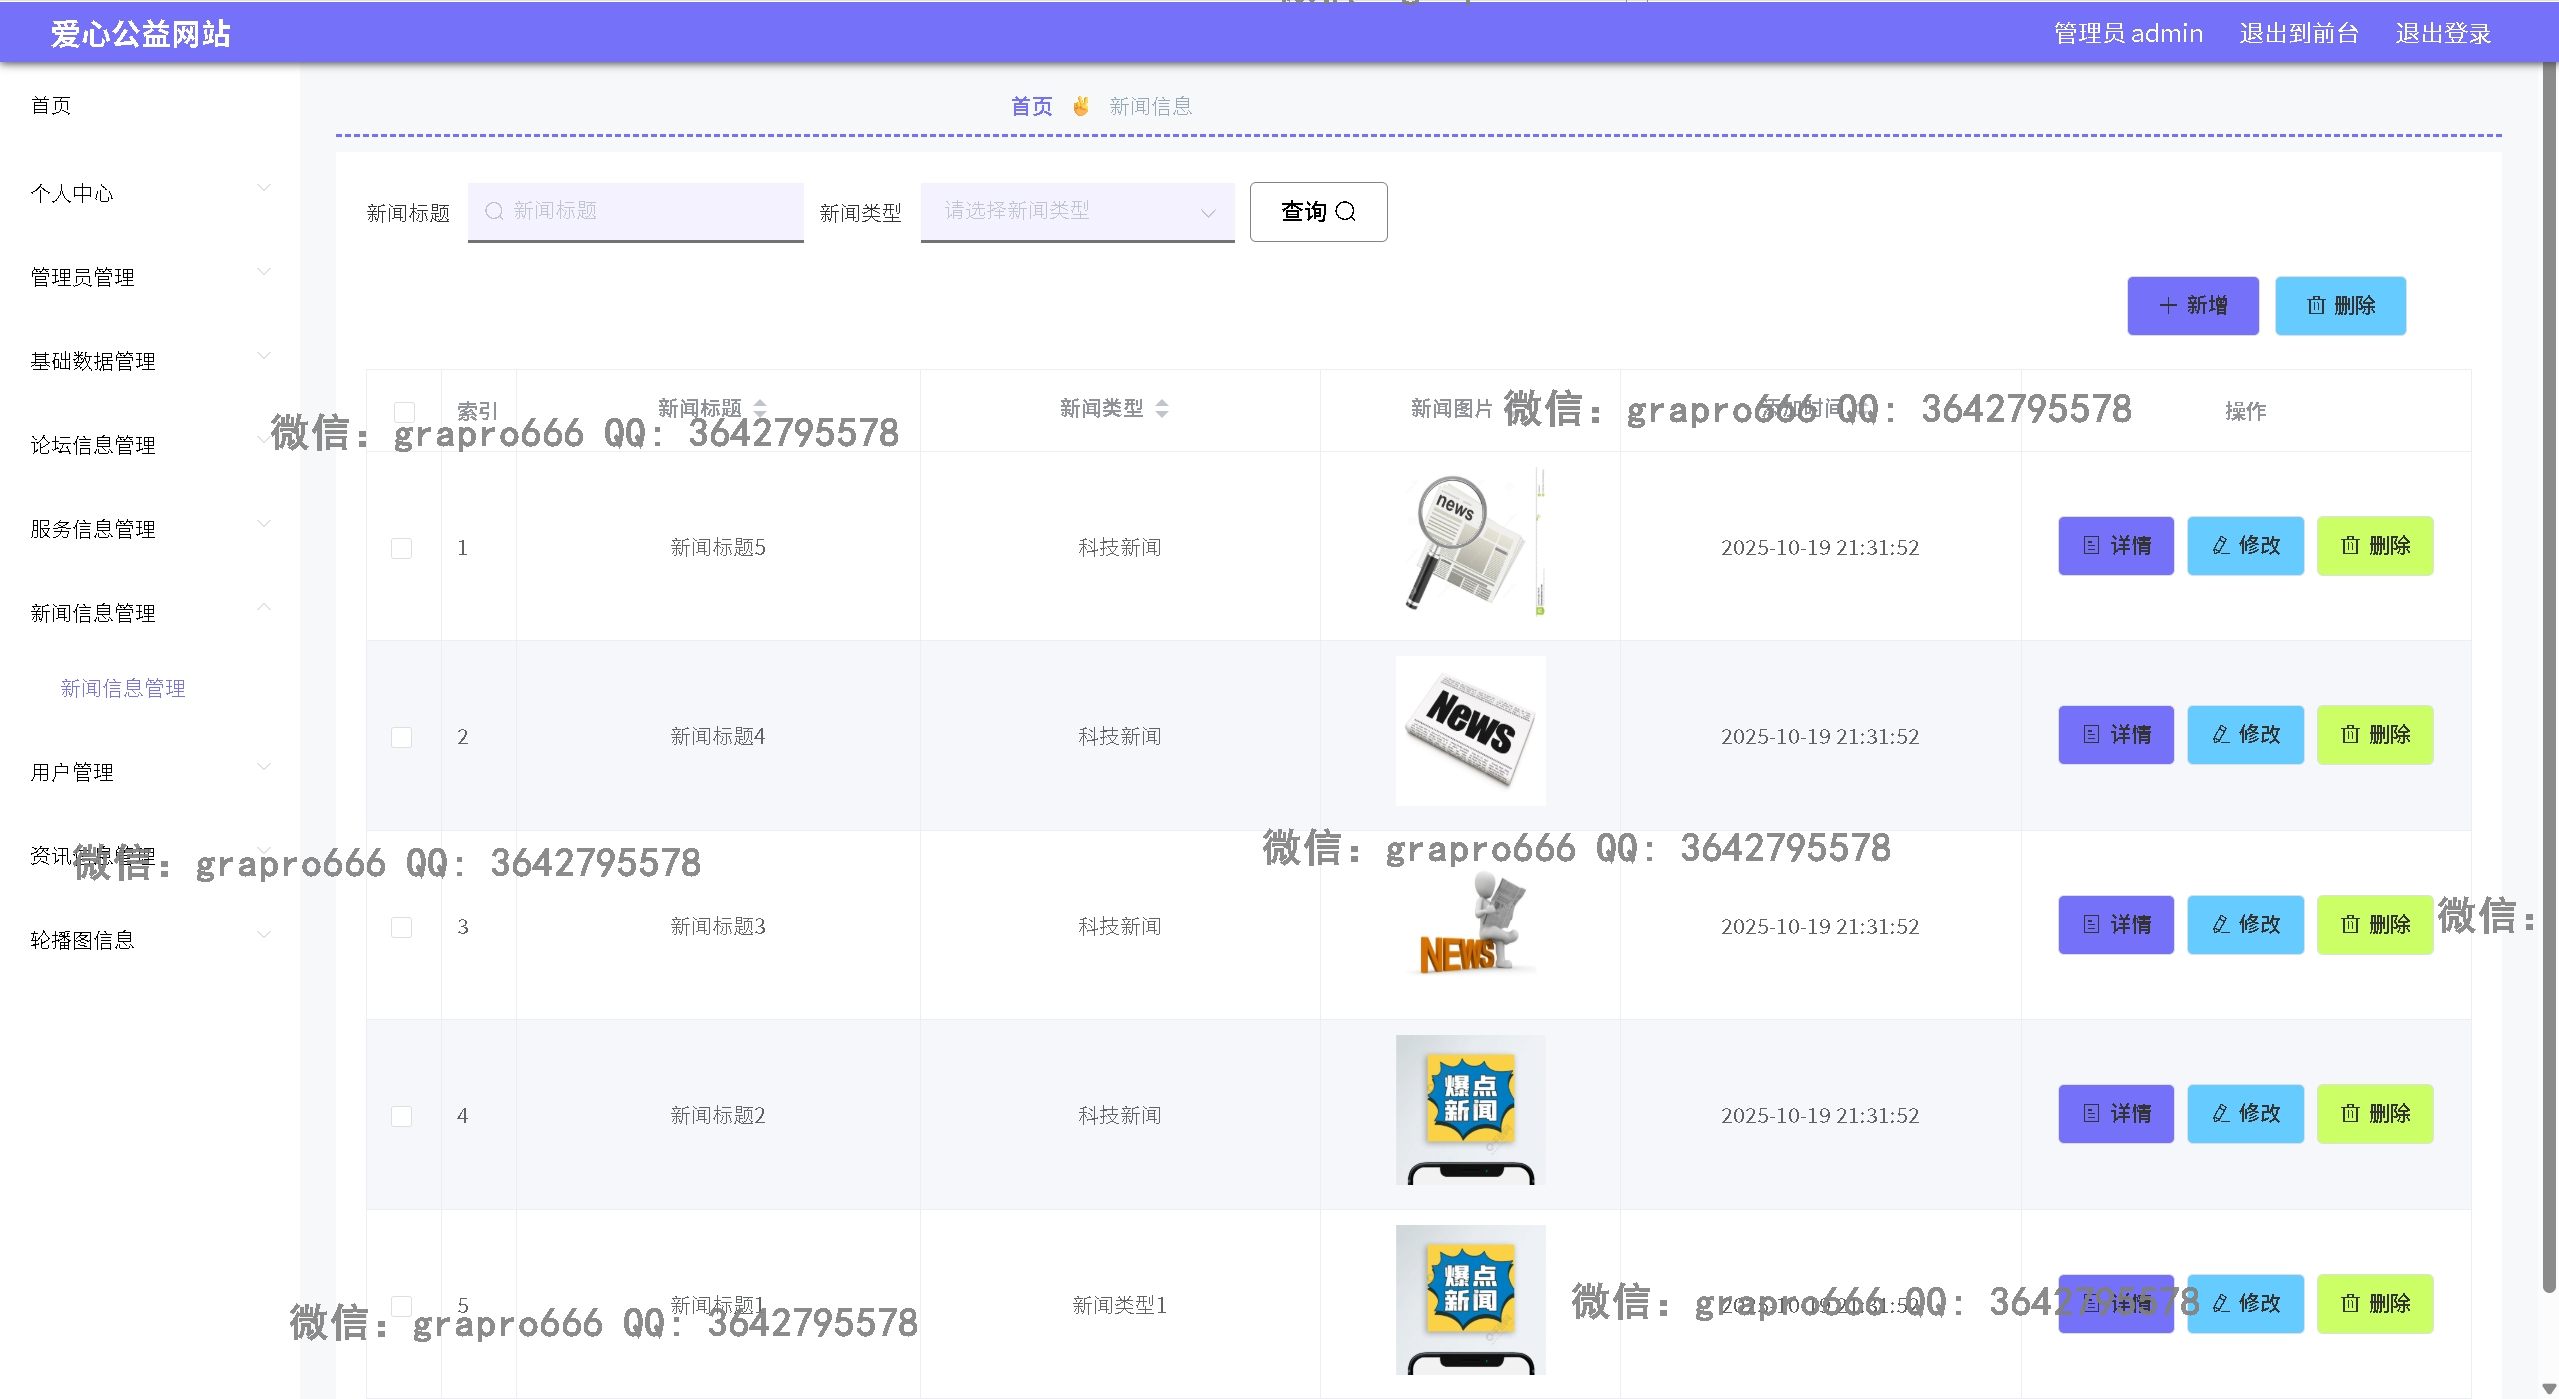 爱心公益网站
管理员 admin 退出到前台 退出登录
首页
首页 ✌ 新闻信息
个人中心
管理员管理
基础数据管理
论坛信息管理
服务信息管理
新闻信息管理
新闻信息管理
用户管理
资讯信息管理
轮播图信息
新闻标题 新闻标题 新闻类型 请选择新闻类型 查询
新增 删除
索引 新闻标题 新闻类型 新闻图片 添加时间 操作
微信: grapro666 QQ: 3642795578
微信: grapro666 QQ: 3642795578
1 新闻标题5 科技新闻 news 2025-10-19 21:31:52 详情 修改 删除
2 新闻标题4 科技新闻 News 2025-10-19 21:31:52 详情 修改 删除
微信: grapro666 QQ: 3642795578
微信: grapro666 QQ: 3642795578
3 新闻标题3 科技新闻 NEWS 2025-10-19 21:31:52 详情 修改 删除
微信:
4 新闻标题2 科技新闻 爆点新闻 2025-10-19 21:31:52 详情 修改 删除
5 新闻标题1 新闻类型1 爆点新闻 2025-10-19 21:31:52 详情 修改 删除
微信: grapro666 QQ: 3642795578
微信: grapro666 QQ: 3642795578